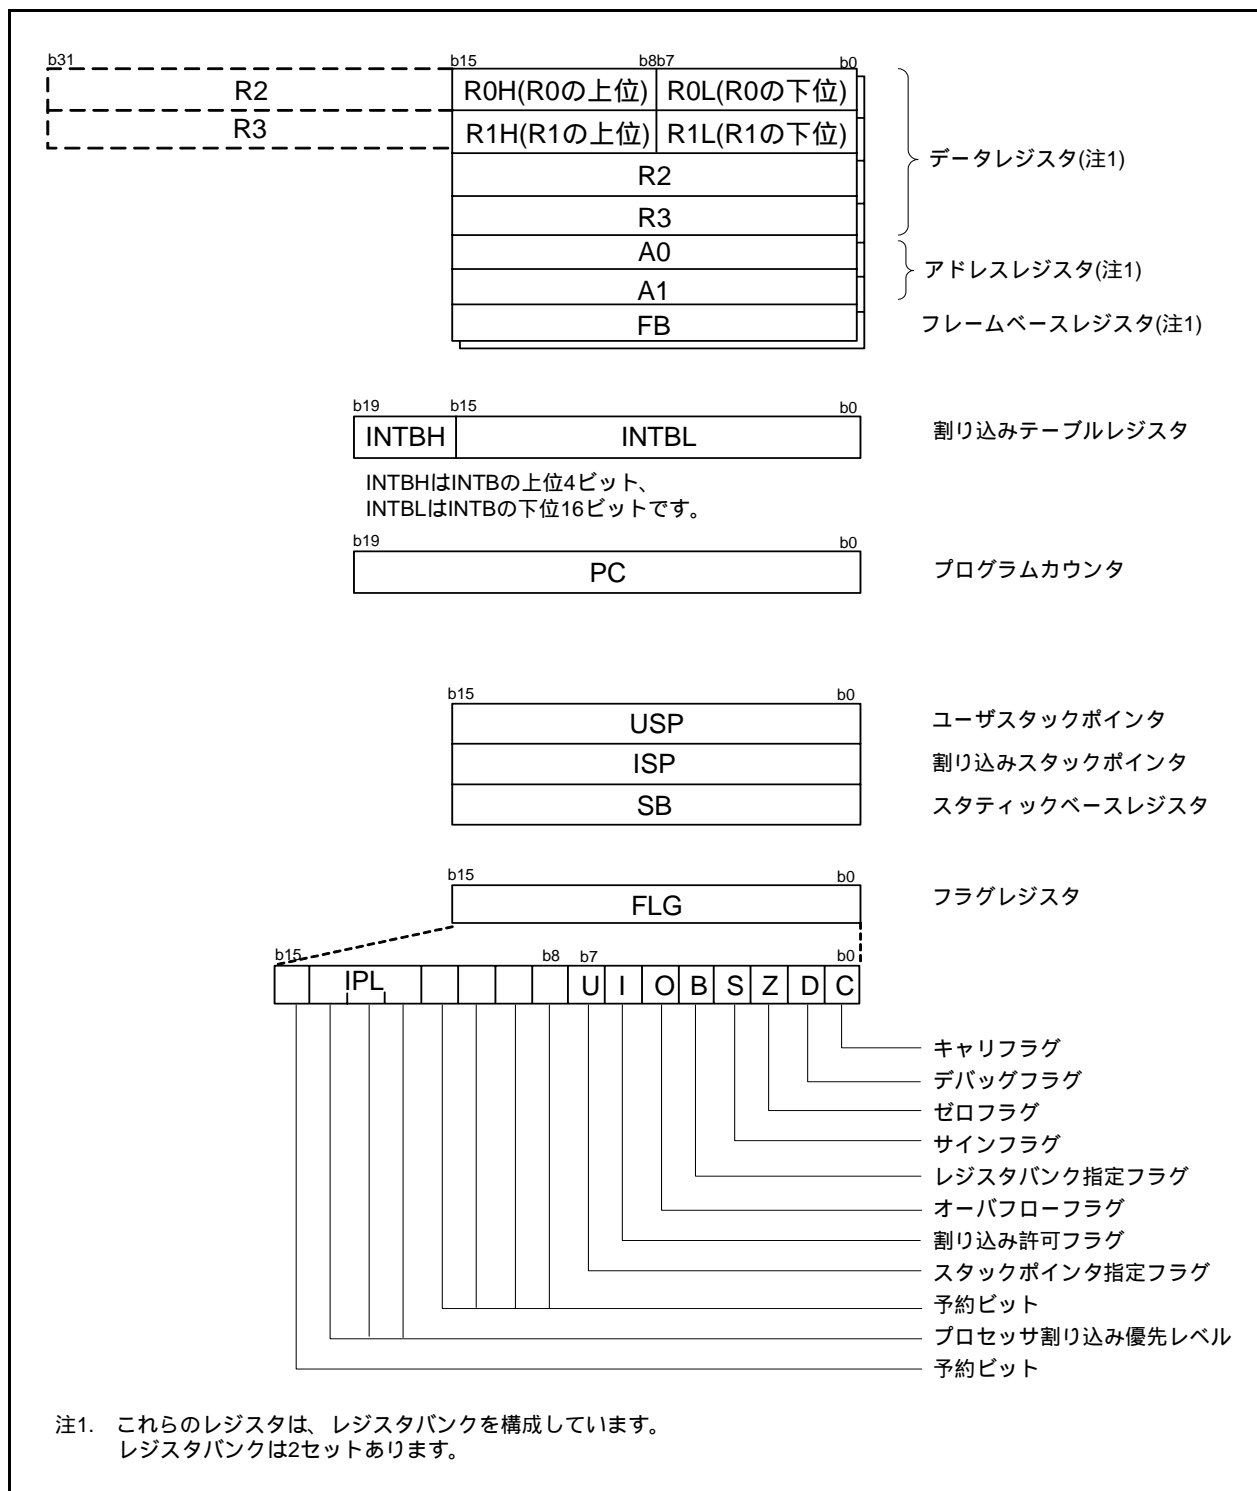 b31 b15 b8b7 b0
R2 R0H(R0の上位) R0L(R0の下位)
R3 R1H(R1の上位) R1L(R1の下位)
データレジスタ(注1)
R2
R3
A0
アドレスレジスタ(注1)
A1
FB フレームベースレジスタ(注1)
b19 b15 b0
INTBH INTBL 割り込みテーブルレジスタ
INTBHはINTBの上位4ビット、
INTBLはINTBの下位16ビットです。
b19 b0
PC プログラムカウンタ
b15 b0
USP ユーザスタックポインタ
ISP 割り込みスタックポインタ
SB スタティックベースレジスタ
b15 b0
FLG フラグレジスタ
b15 b8 b7 b0
IPL U I O B S Z D C
キャリフラグ
デバッグフラグ
ゼロフラグ
サインフラグ
レジスタバンク指定フラグ
オーバフローフラグ
割り込み許可フラグ
スタックポインタ指定フラグ
予約ビット
プロセッサ割り込み優先レベル
予約ビット
注1. これらのレジスタは、レジスタバンクを構成しています。
レジスタバンクは2セットあります。